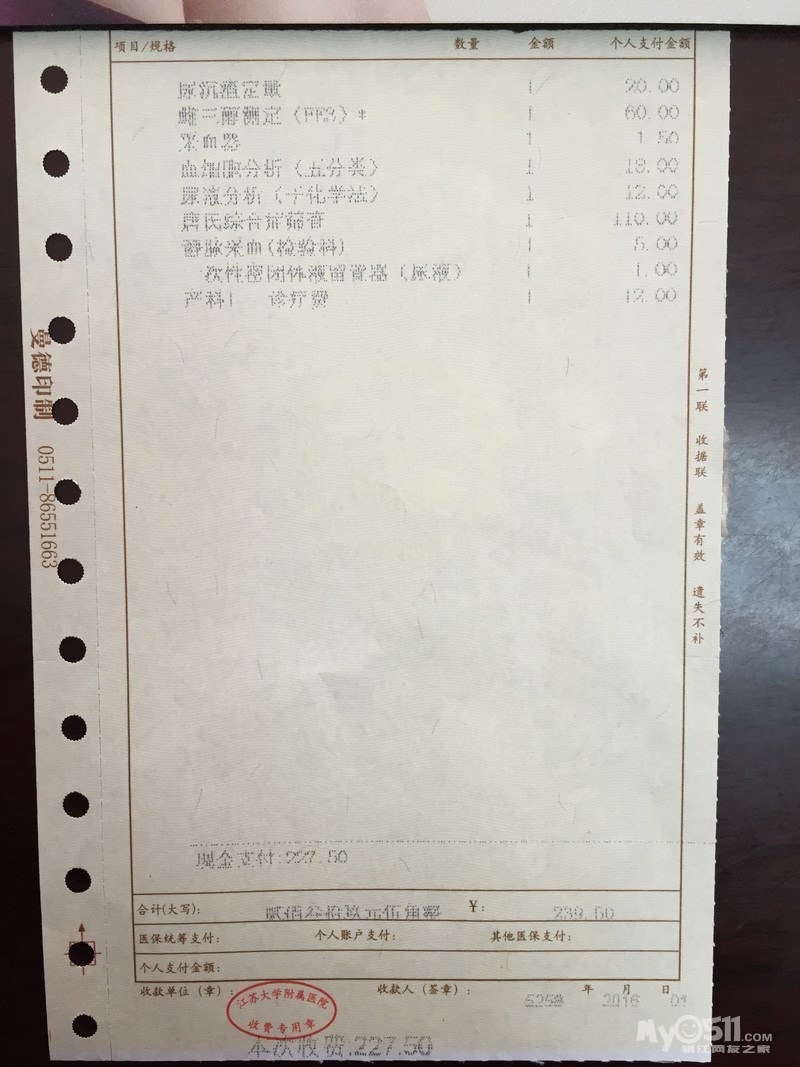 项目/规格 数量 金额 个人支付金额
尿沉渣定量 1 20.00
雌三醇测定（FE3）* 1 60.00
采血器 1 1.50
血细胞分析（五分类） 1 18.00
尿液分析（干化学法） 1 12.00
唐氏综合症筛查 1 110.00
静脉采血(检验科) 1 5.00
一次性密闭体液留置器（尿液） 1 1.00
产科1 诊疗费 1 12.00
曼德印制 0511-86551663
第一联 收据联 盖章有效 遗失不补
现金支付:227.50
合计(大写): 贰佰叁拾玖元伍角整 ¥: 239.50
医保统筹支付: 个人账户支付: 其他医保支付:
个人支付金额:
收款单位（章）: 收款人（签章）: 年 月 日
5258 2016 01
江苏大学附属医院
收费专用章
本次收费:227.50
My0511.COM
镇江网友之家